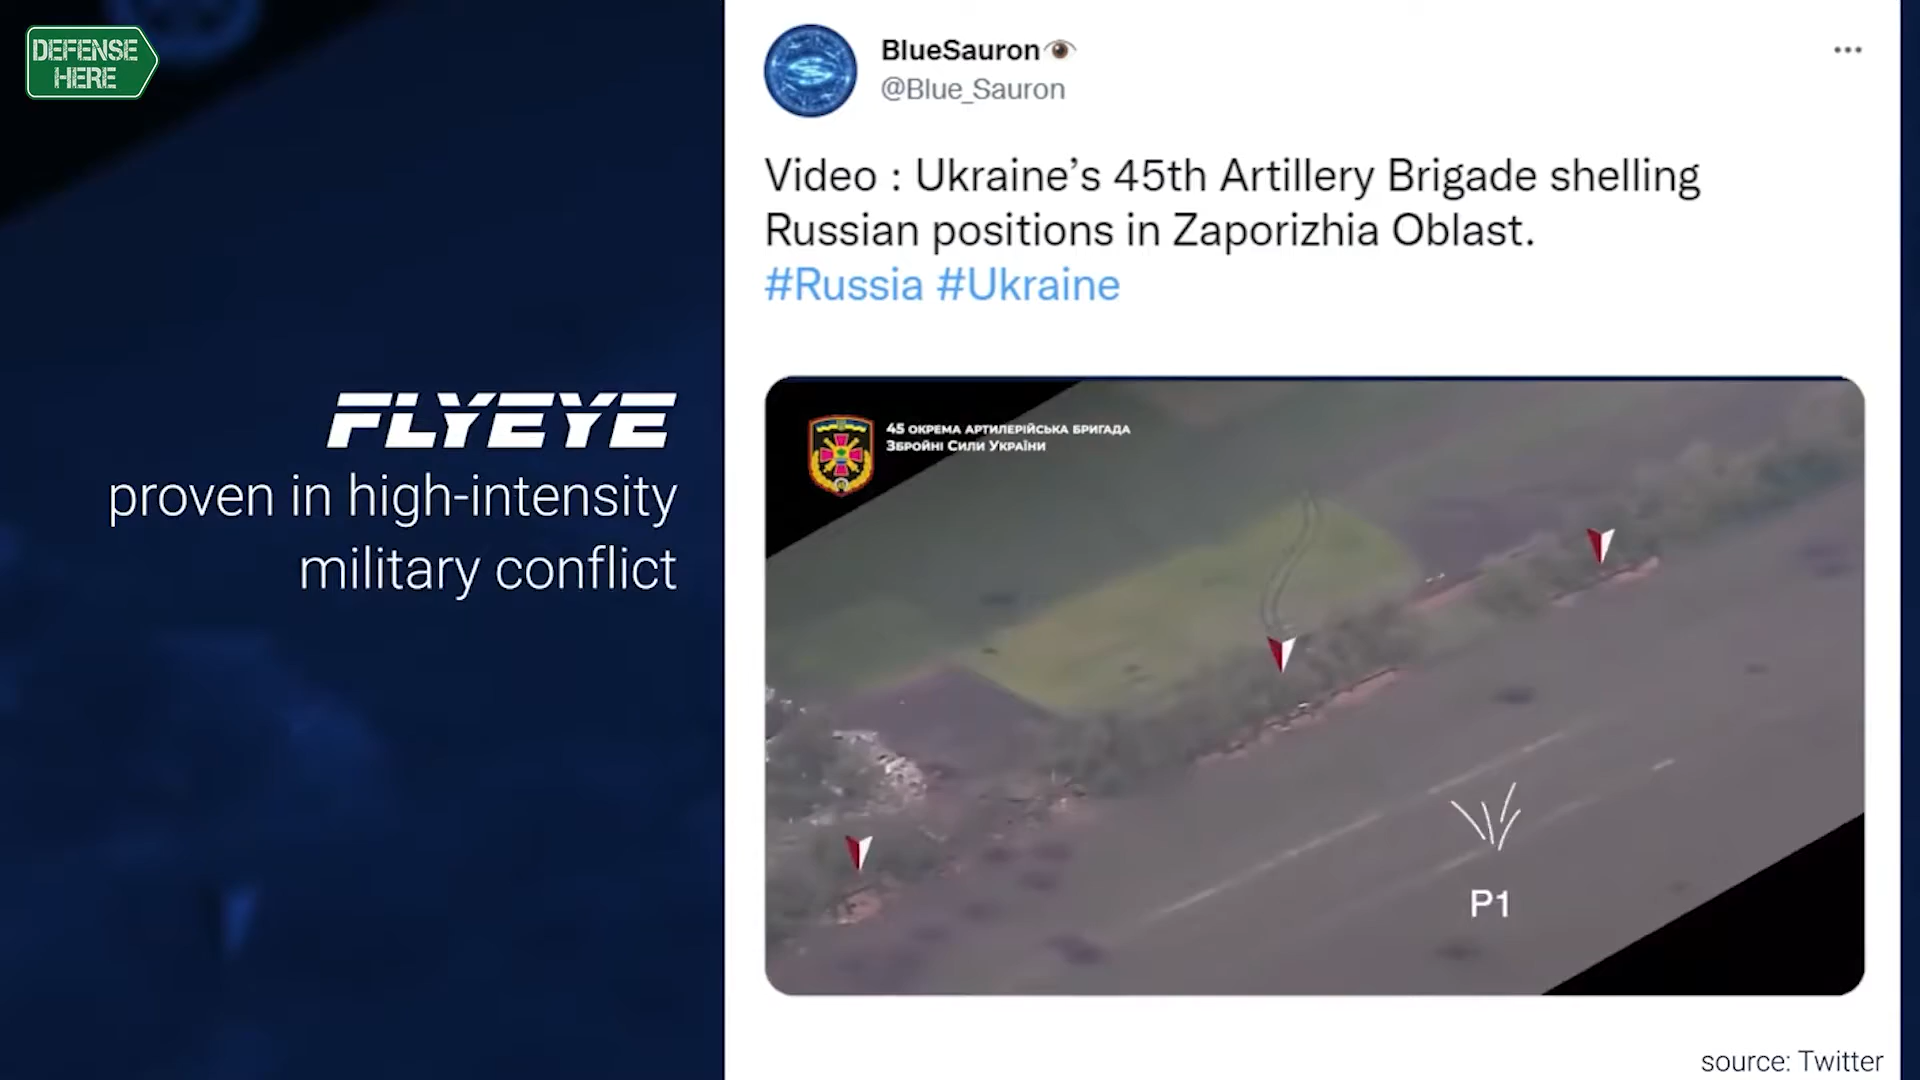 DEFENSE
HERE
FLYEYE
proven in high-intensity
military conflict
BlueSauron
@Blue_Sauron
Video : Ukraine’s 45th Artillery Brigade shelling
Russian positions in Zaporizhia Oblast.
#Russia #Ukraine
45 ОКРЕМА АРТИЛЕРІЙСЬКА БРИГАДА
ЗБРОЙНІ СИЛИ УКРАЇНИ
P1
source: Twitter